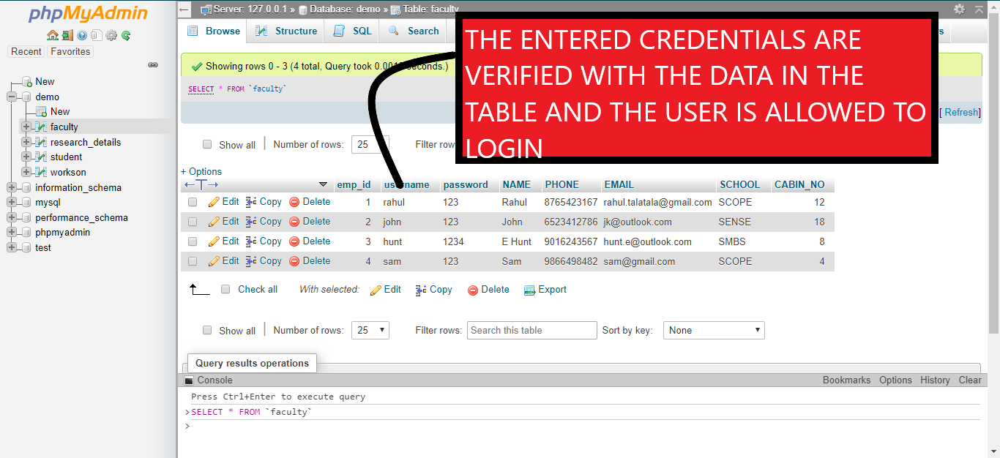 phpMyAdmin
Recent Favorites
New
demo
New
faculty
research_details
student
workson
information_schema
mysql
performance_schema
phpmyadmin
test
Server: 127.0.0.1 » Database: demo » Table: faculty
Browse Structure SQL Search
THE ENTERED CREDENTIALS ARE
VERIFIED WITH THE DATA IN THE
TABLE AND THE USER IS ALLOWED TO
LOGIN
Showing rows 0 - 3 (4 total, Query took seconds.)
SELECT * FROM `faculty`
[ Refresh]
Show all Number of rows: 25 Filter
+ Options
emp_id username password NAME PHONE EMAIL SCHOOL CABIN_NO
Edit Copy Delete 1 rahul 123 Rahul 8765423167 rahul.talatala@gmail.com SCOPE 12
Edit Copy Delete 2 john 123 John 6523412786 jk@outlook.com SENSE 18
Edit Copy Delete 3 hunt 1234 E Hunt 9016243567 hunt.e@outlook.com SMBS 8
Edit Copy Delete 4 sam 123 Sam 9866498482 sam@gmail.com SCOPE 4
Check all With selected: Edit Copy Delete Export
Show all Number of rows: 25 Filter rows: Search this table Sort by key: None
Query results operations
Console Bookmarks Options History Clear
Press Ctrl+Enter to execute query
>SELECT * FROM `faculty`
>